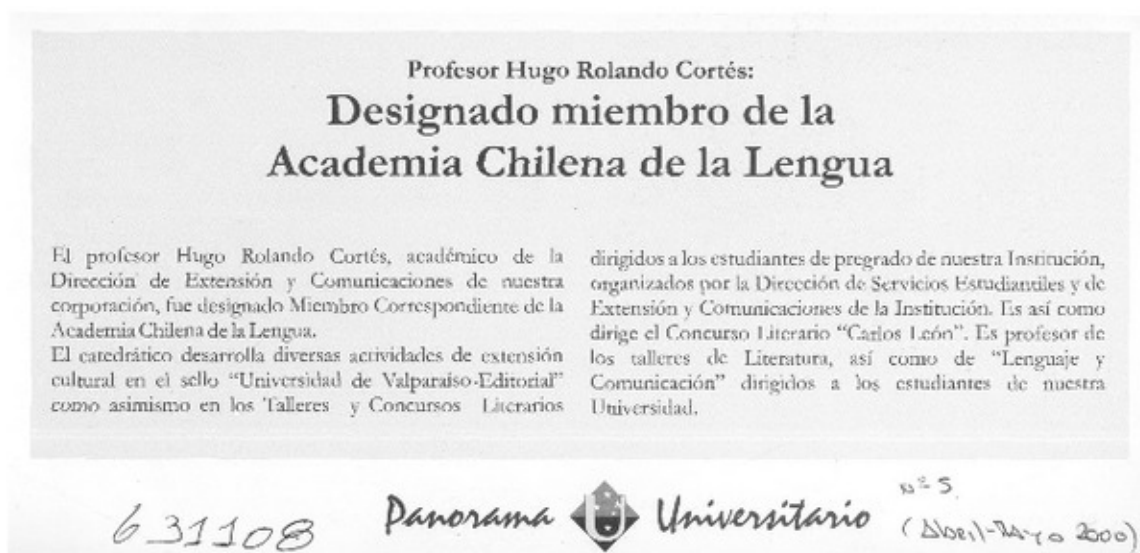 Profesor Hugo Rolando Cortés:
Designado miembro de la
Academia Chilena de la Lengua
El profesor Hugo Rolando Cortés, académico de la
Dirección de Extensión y Comunicaciones de nuestra
corporación, fue designado Miembro Correspondiente de la
Academia Chilena de la Lengua.
El catedrático desarrolla diversas actividades de extensión
cultural en el sello “Universidad de Valparaíso-Editorial”
como asimismo en los Talleres y Concursos Literarios
dirigidos a los estudiantes de pregrado de nuestra Institución,
organizados por la Dirección de Servicios Estudiantiles y de
Extensión y Comunicaciones de la Institución. Es así como
dirige el Concurso Literario “Carlos León”. Es profesor de
los talleres de Literatura, así como de “Lenguaje y
Comunicación” dirigidos a los estudiantes de nuestra
Universidad.
631108
Panorama U Universitario
Nº 5
(Abril-Mayo 2000)